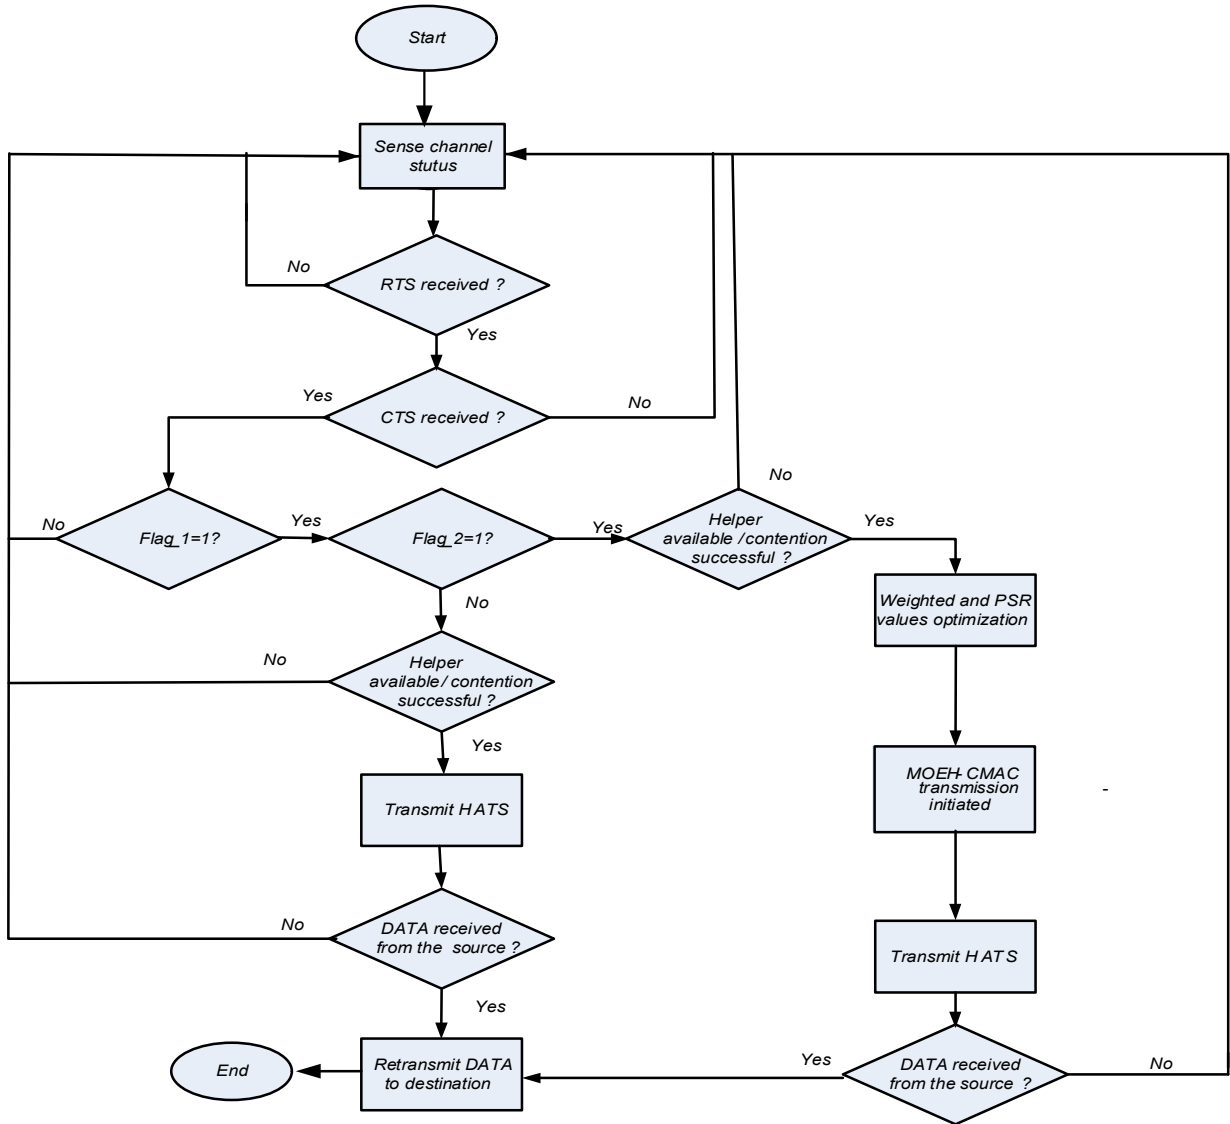 Start
Sense channel
stutus
No
RTS received ?
Yes
Yes
CTS received ?
No
No
Flag_1=1?
Yes
Flag_2=1?
Yes
No
Helper
available /contention
successful ?
Yes
No
Weighted and PSR
values optimization
No
Helper
available/ contention
successful ?
Yes
MOEH- CMAC
transmission
initiated
-
Transmit HATS
No
DATA received
from the source ?
Transmit HATS
Yes
End
Retransmit DATA
to destination
Yes
DATA received
from the source ?
No